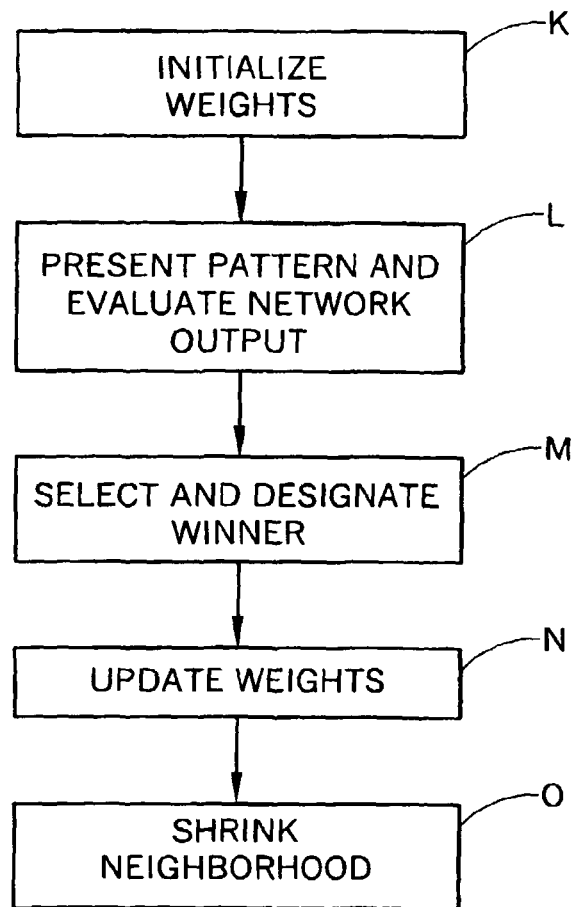 K
INITIALIZE
WEIGHTS
L
PRESENT PATTERN AND
EVALUATE NETWORK
OUTPUT
M
SELECT AND DESIGNATE
WINNER
N
UPDATE WEIGHTS
O
SHRINK
NEIGHBORHOOD